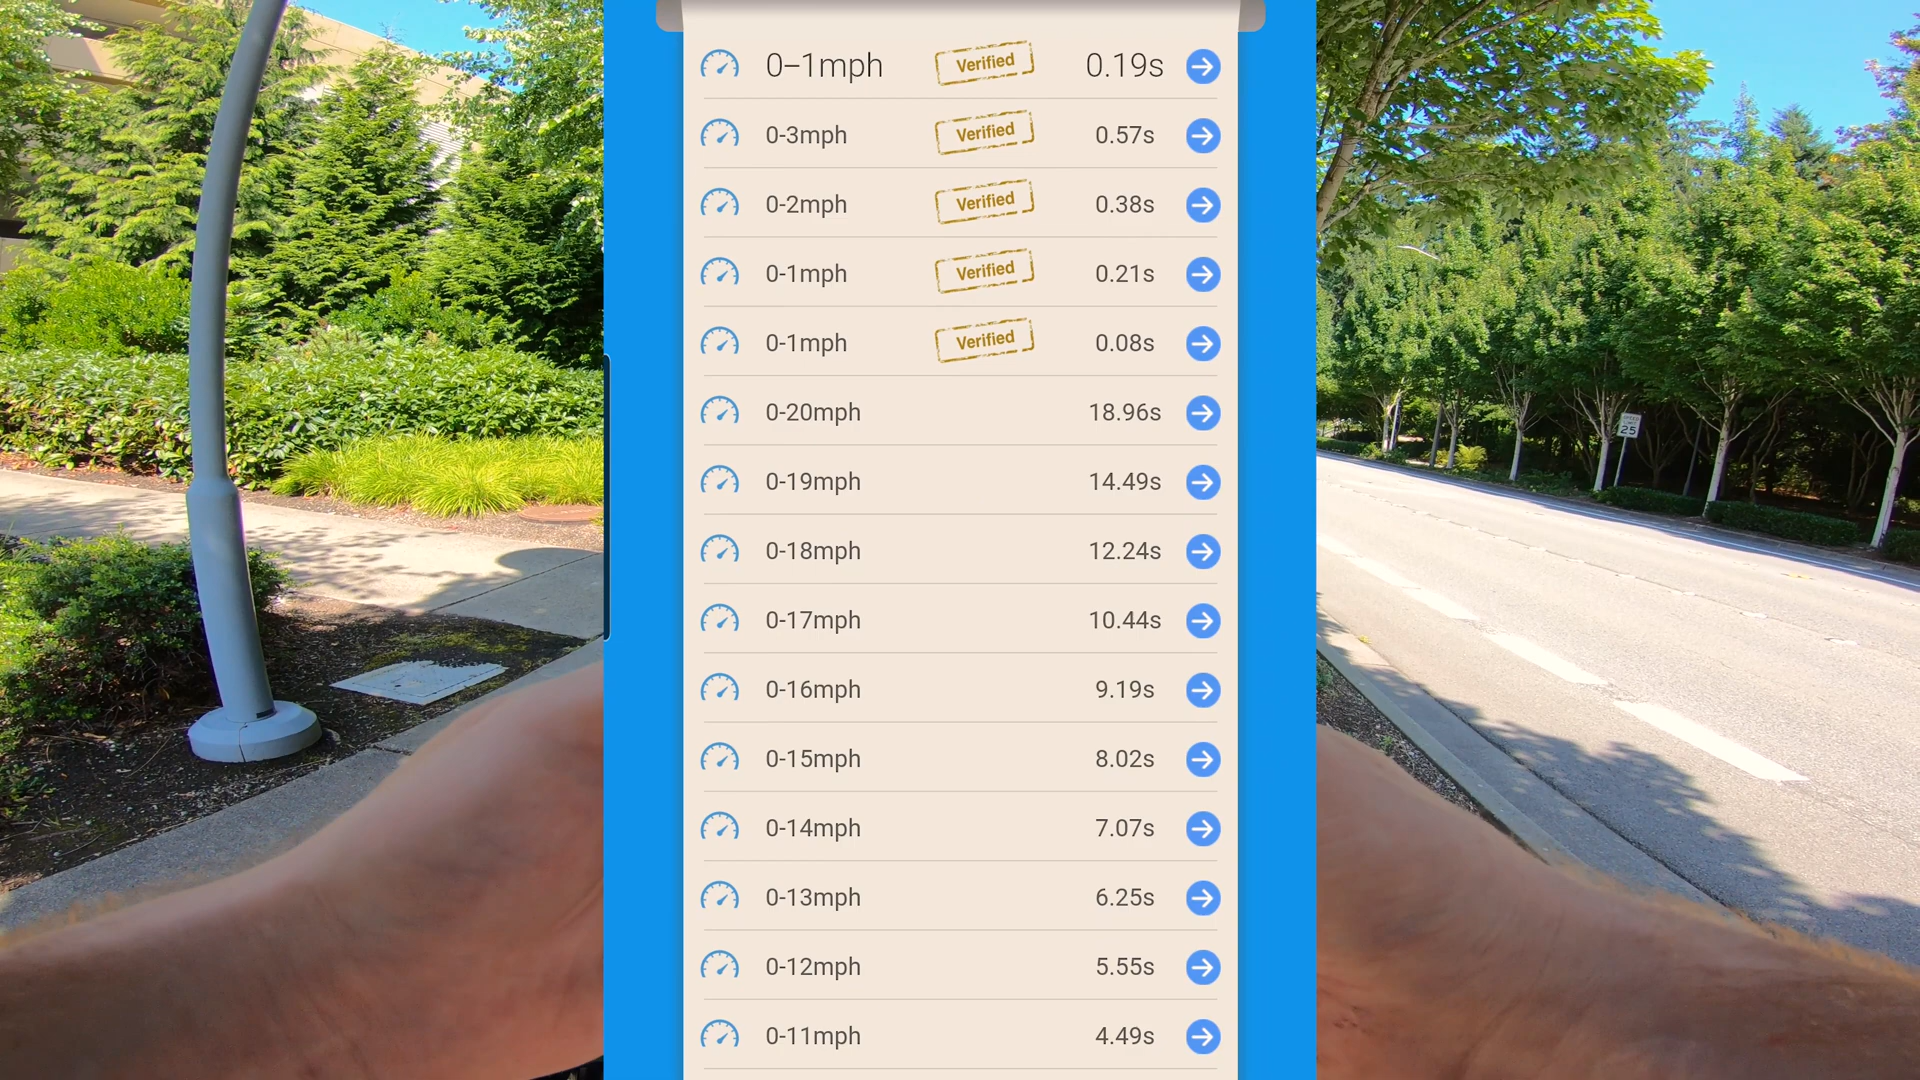 0–1mph Verified 0.19s
0-3mph Verified 0.57s
0-2mph Verified 0.38s
0-1mph Verified 0.21s
0-1mph Verified 0.08s
0-20mph 18.96s
0-19mph 14.49s
0-18mph 12.24s
0-17mph 10.44s
0-16mph 9.19s
0-15mph 8.02s
0-14mph 7.07s
0-13mph 6.25s
0-12mph 5.55s
0-11mph 4.49s
25